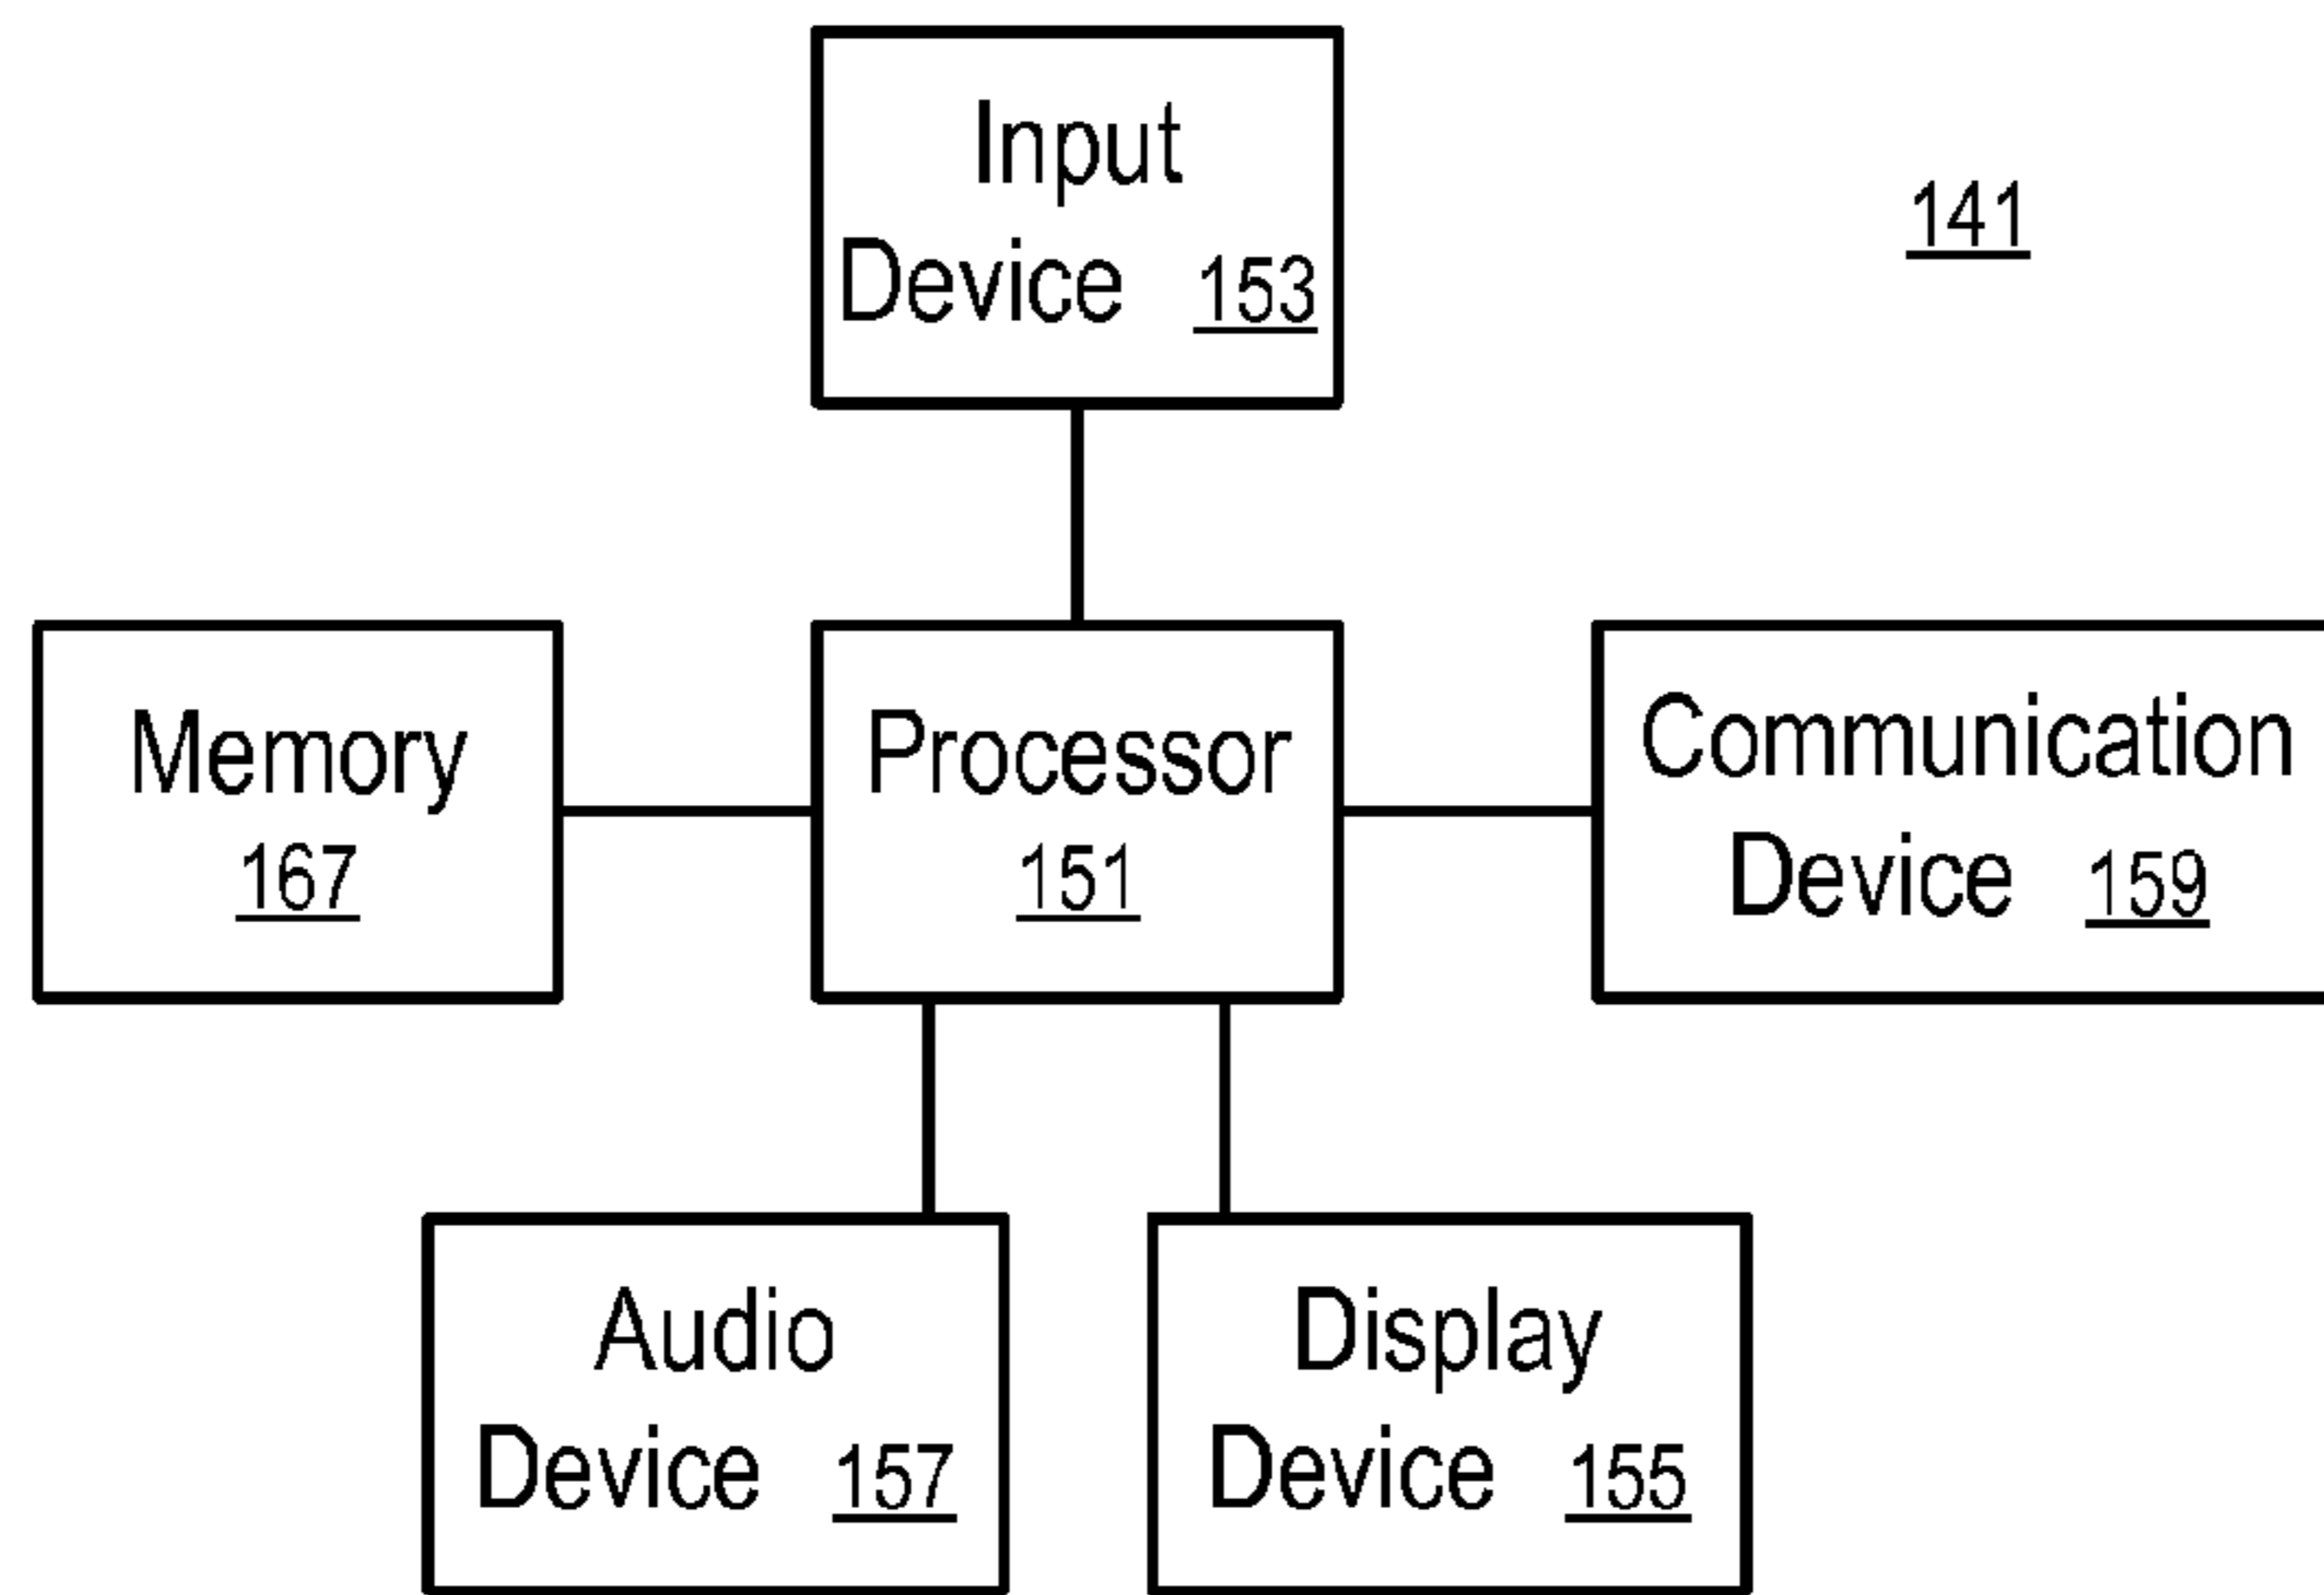 Input
Device 153
141
Memory
167
Processor
151
Communication
Device 159
Audio
Device 157
Display
Device 155